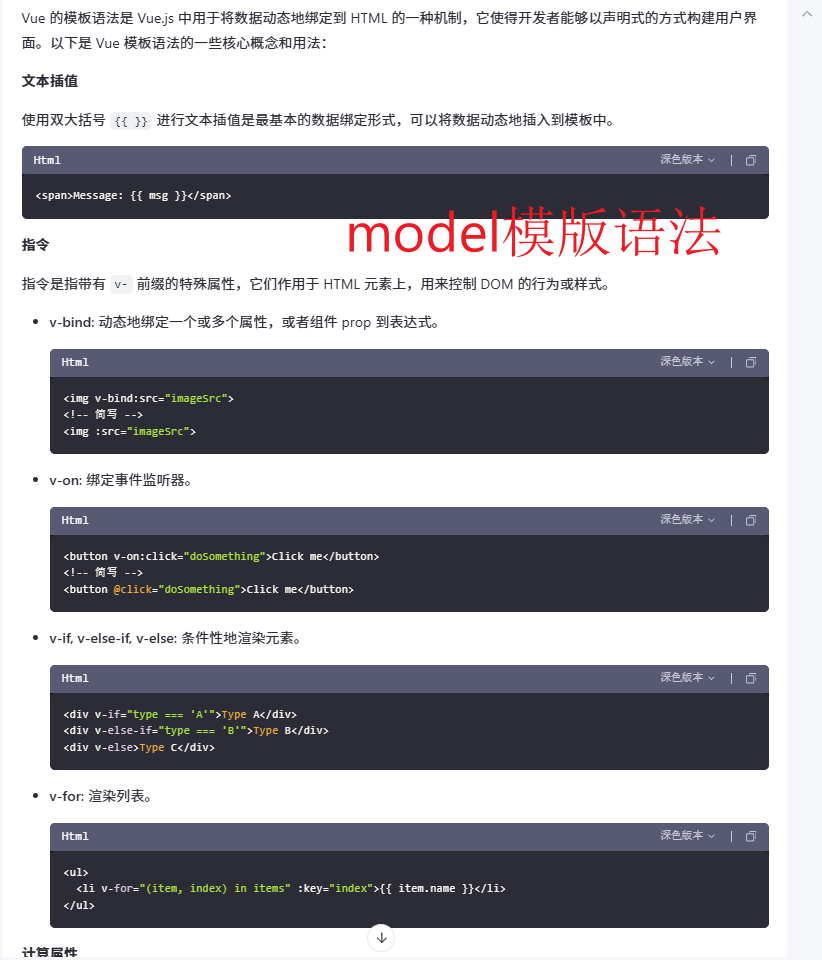 Vue 的模板语法是 Vue.js 中用于将数据动态地绑定到 HTML 的一种机制，它使得开发者能够以声明式的方式构建用户界
面。以下是 Vue 模板语法的一些核心概念和用法：
文本插值
使用双大括号 {{ }} 进行文本插值是最基本的数据绑定形式，可以将数据动态地插入到模板中。
Html 深色版本
<span>Message: {{ msg }}</span>
model模版语法
指令
指令是指带有 v- 前缀的特殊属性，它们作用于 HTML 元素上，用来控制 DOM 的行为或样式。
• v-bind: 动态地绑定一个或多个属性，或者组件 prop 到表达式。
Html 深色版本
<img v-bind:src="imageSrc">
<!-- 简写 -->
<img :src="imageSrc">
• v-on: 绑定事件监听器。
Html 深色版本
<button v-on:click="doSomething">Click me</button>
<!-- 简写 -->
<button @click="doSomething">Click me</button>
• v-if, v-else-if, v-else: 条件性地渲染元素。
Html 深色版本
<div v-if="type === 'A'">Type A</div>
<div v-else-if="type === 'B'">Type B</div>
<div v-else>Type C</div>
• v-for: 渲染列表。
Html 深色版本
<ul>
  <li v-for="(item, index) in items" :key="index">{{ item.name }}</li>
</ul>
计算属性